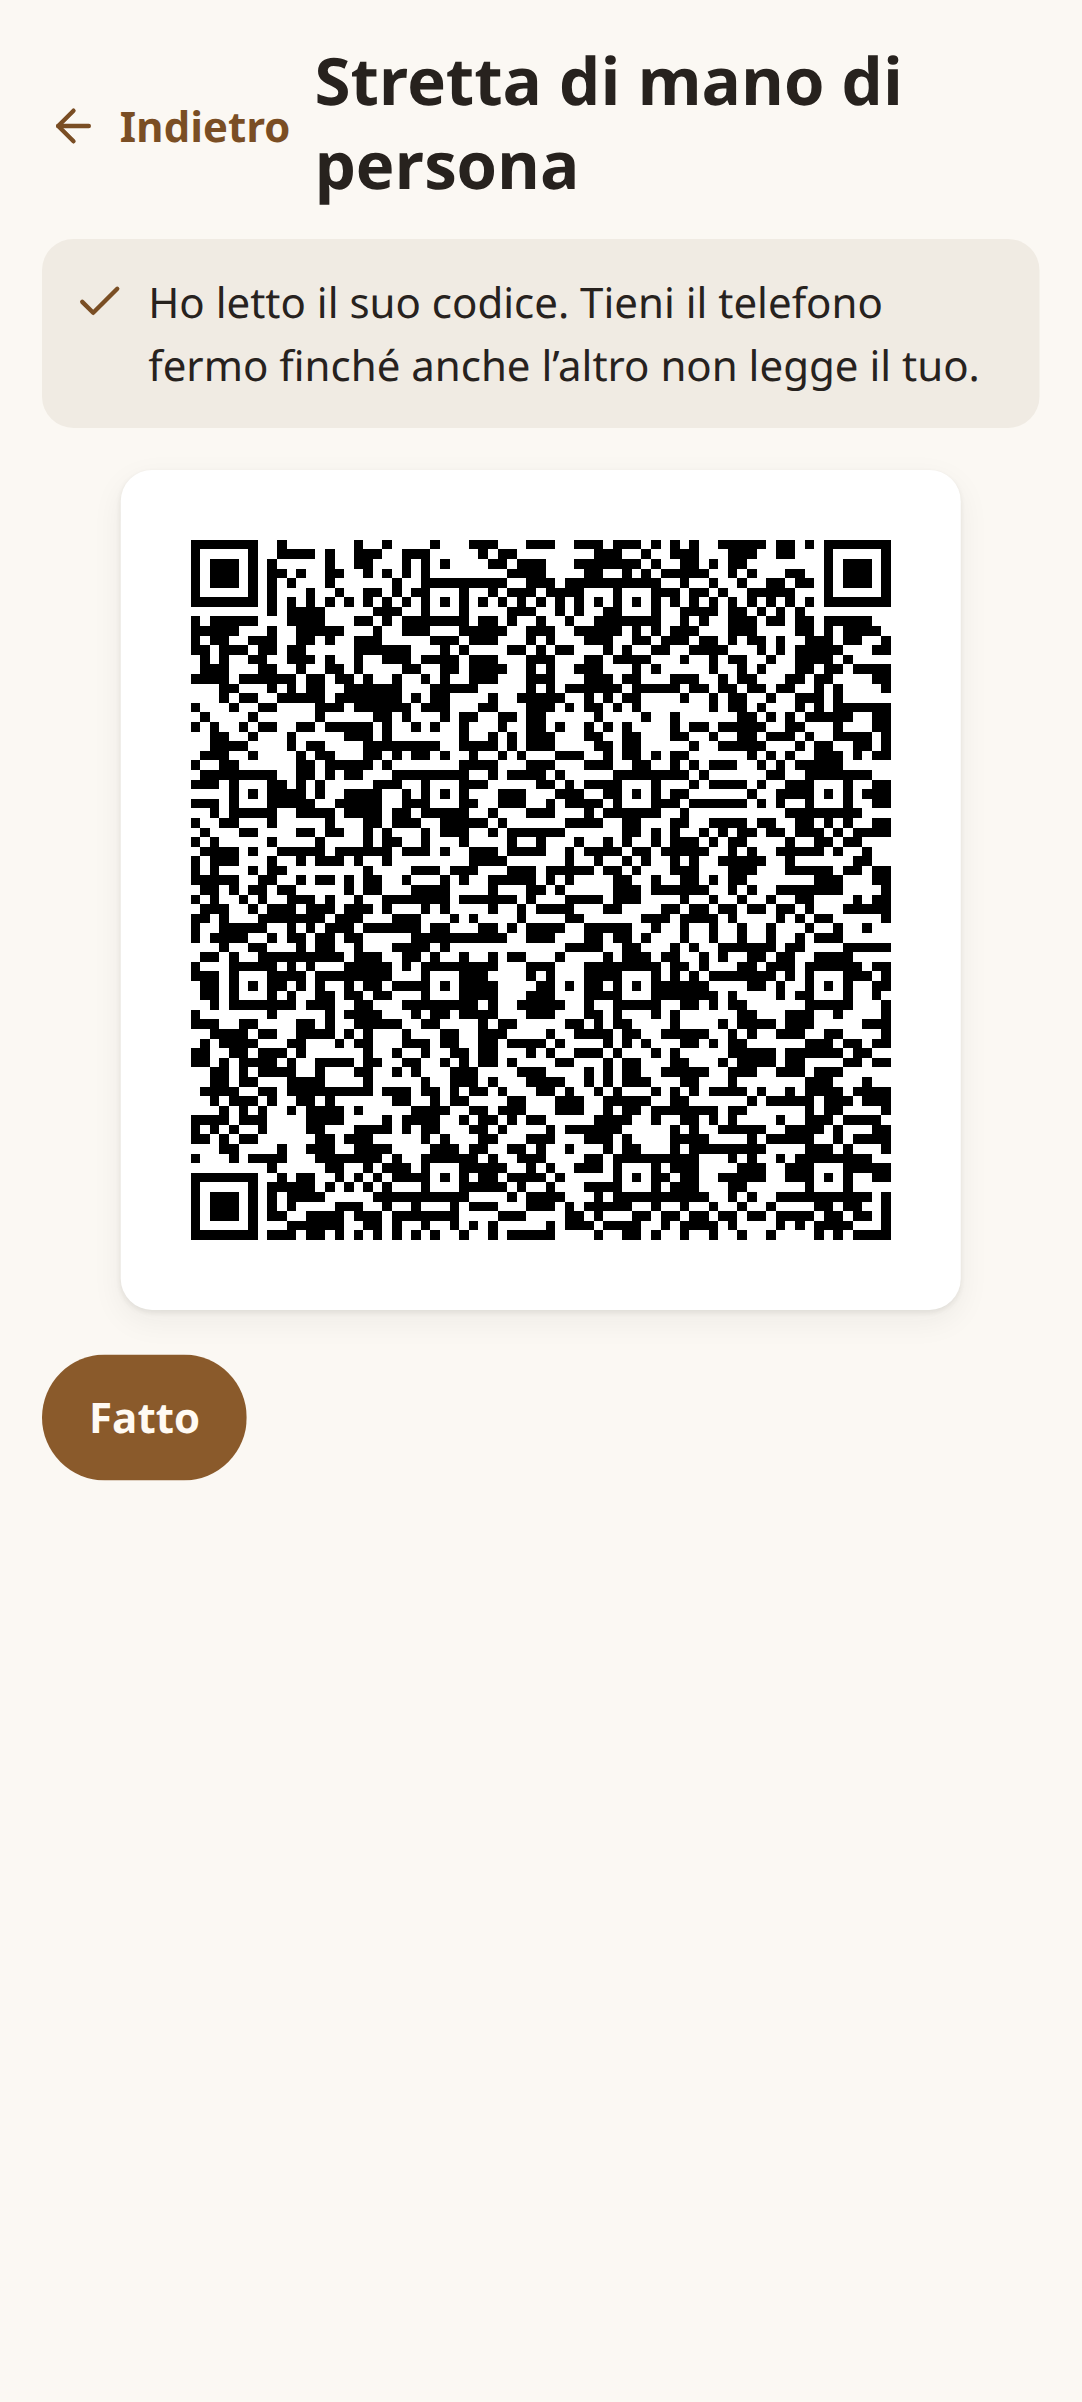 Indietro
Stretta di mano di
persona
Ho letto il suo codice. Tieni il telefono
fermo finché anche l’altro non legge il tuo.
Fatto